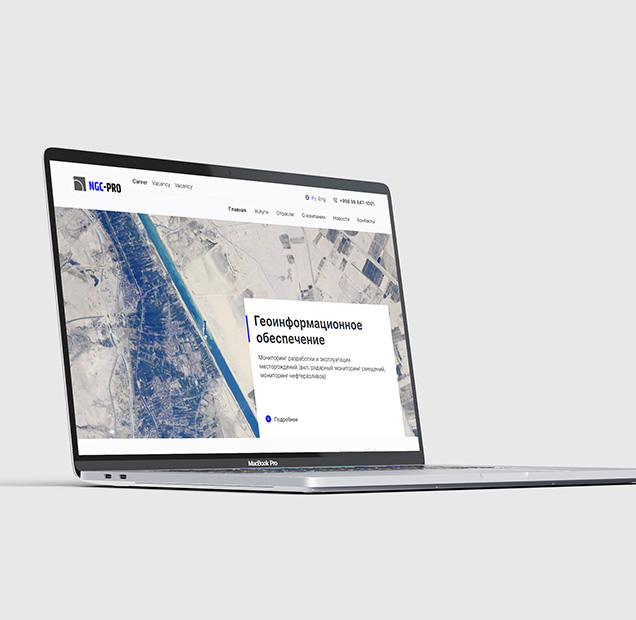 NGC-PRO
Career Vacancy Vacancy
Ру Eng
+998 99 847-1001
Главная Услуги Отрасли О компании Новости Контакты
Геоинформационное
обеспечение
Мониторинг разработки и эксплуатации
месторождений (вкл. радарный мониторинг смещений,
мониторинг нефтеразливов)
Подробнее
MacBook Pro